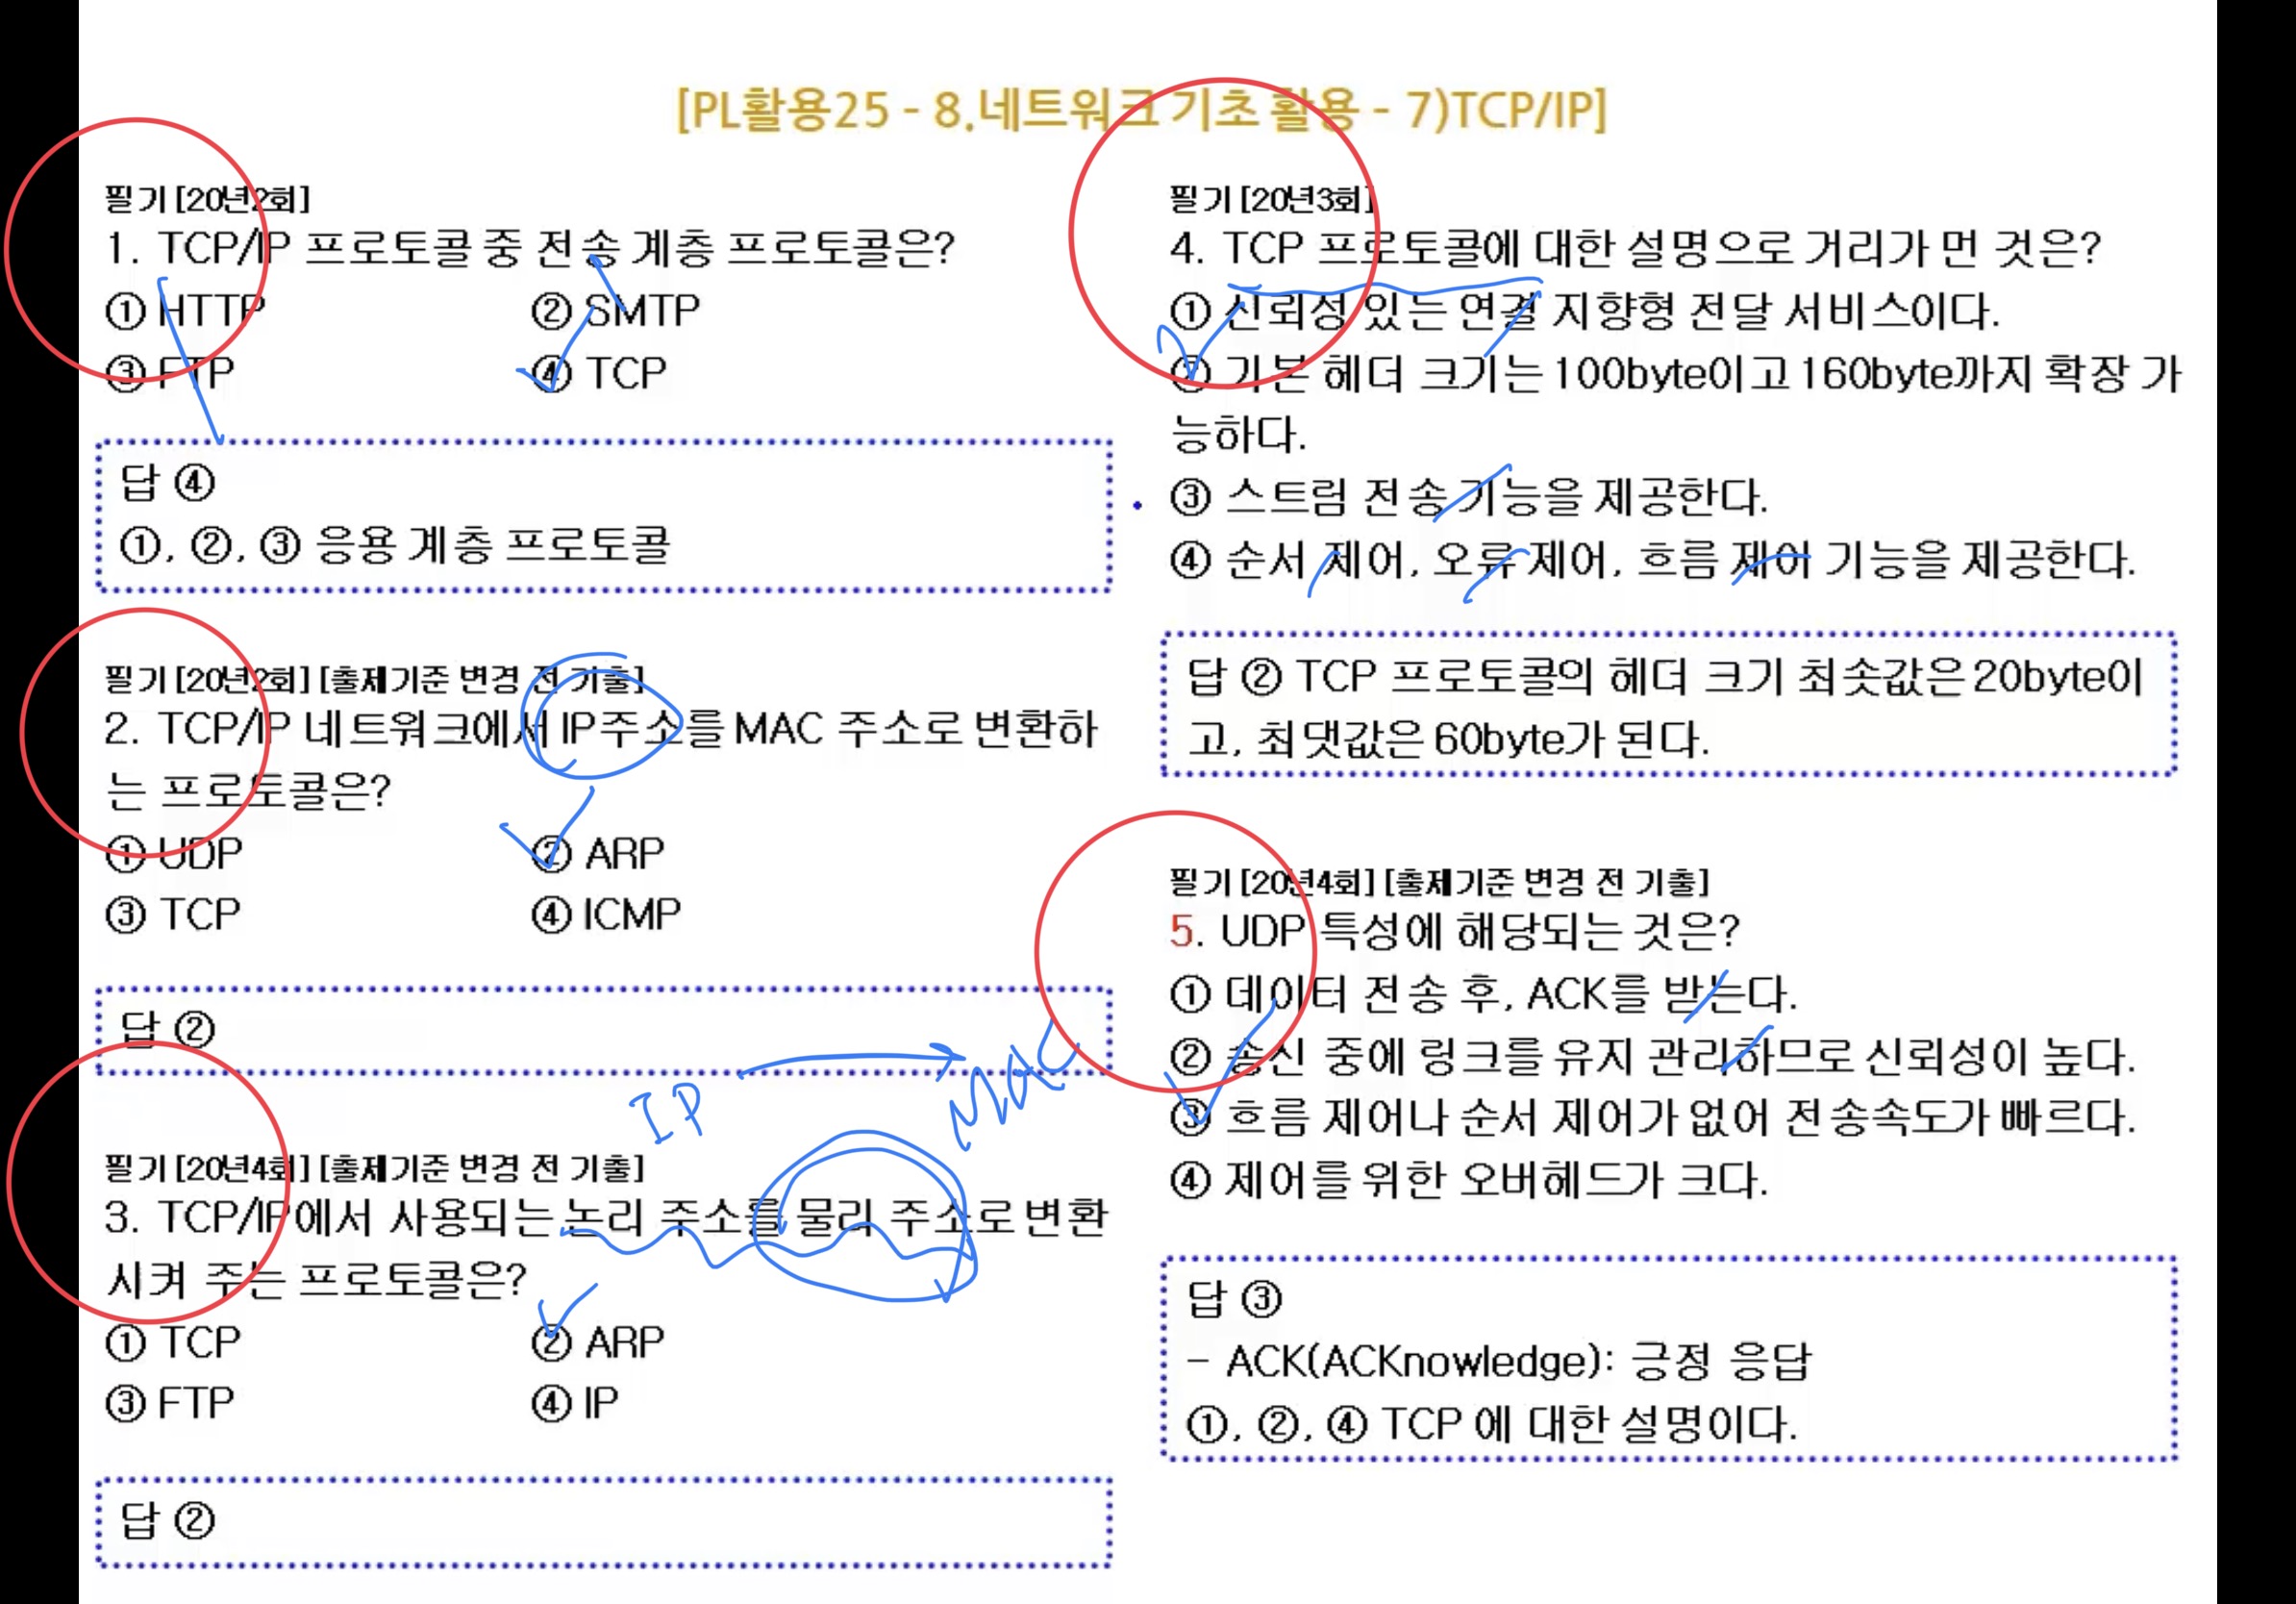 [PL활용25 - 8.네트워크 기초 활용 - 7)TCP/IP]
필기 [20년2회]
1. TCP/IP 프로토콜 중 전송 계층 프로토콜은?
① HTTP ② SMTP
③ FTP ④ TCP
답 ④
①, ②, ③ 응용 계층 프로토콜
필기 [20년2회] [출제기준 변경 전 기출]
2. TCP/IP 네트워크에서 IP주소를 MAC 주소로 변환하
는 프로토콜은?
① UDP ② ARP
③ TCP ④ ICMP
답 ②
IP MAC
필기 [20년4회] [출제기준 변경 전 기출]
3. TCP/IP에서 사용되는 논리 주소를 물리 주소로 변환
시켜 주는 프로토콜은?
① TCP ② ARP
③ FTP ④ IP
답 ②
필기 [20년3회]
4. TCP 프로토콜에 대한 설명으로 거리가 먼 것은?
① 신뢰성 있는 연결 지향형 전달 서비스이다.
② 기본 헤더 크기는 100byte이고 160byte까지 확장 가
능하다.
③ 스트림 전송 기능을 제공한다.
④ 순서 제어, 오류 제어, 흐름 제어 기능을 제공한다.
답 ② TCP 프로토콜의 헤더 크기 최솟값은 20byte이
고, 최댓값은 60byte가 된다.
필기 [20년4회] [출제기준 변경 전 기출]
5. UDP 특성에 해당되는 것은?
① 데이터 전송 후, ACK를 받는다.
② 송신 중에 링크를 유지 관리하므로 신뢰성이 높다.
③ 흐름 제어나 순서 제어가 없어 전송속도가 빠르다.
④ 제어를 위한 오버헤드가 크다.
답 ③
- ACK(ACKnowledge): 긍정 응답
①, ②, ④ TCP 에 대한 설명이다.